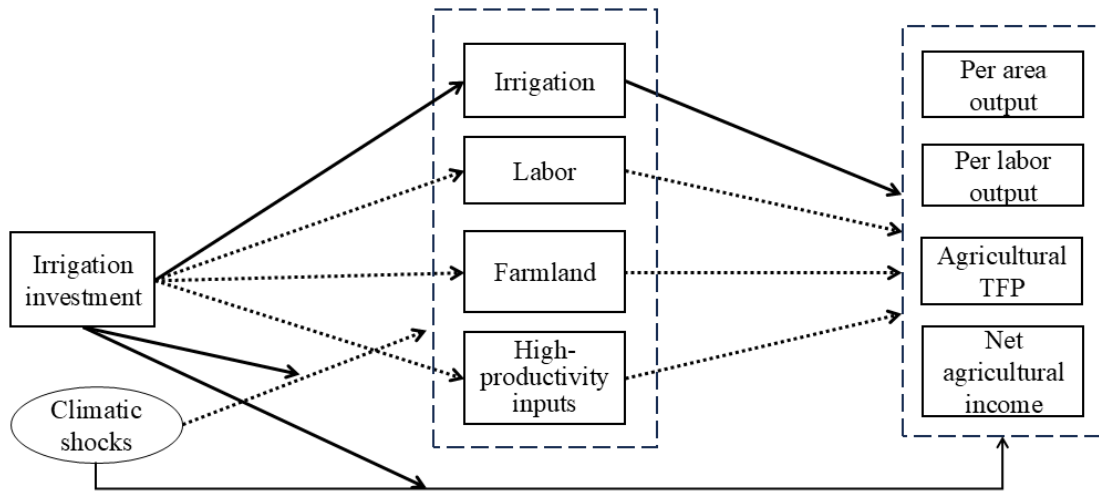 Irrigation
investment
Climatic
shocks
Irrigation
Labor
Farmland
High-
productivity
inputs
Per area
output
Per labor
output
Agricultural
TFP
Net
agricultural
income